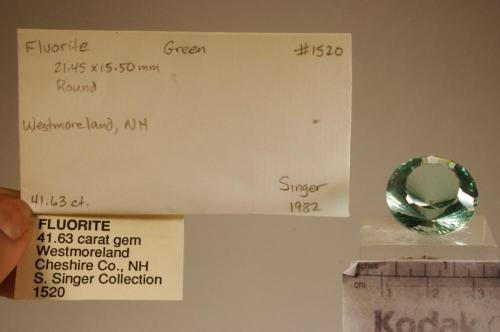 Fluorite Green #1520
21.45 x 15.50 mm
Round
Westmoreland, NH
41.63 ct.
Singer
1982
FLUORITE
41.63 carat gem
Westmoreland
Cheshire Co., NH
S. Singer Collection
1520
cm 1 2 3
Kodak